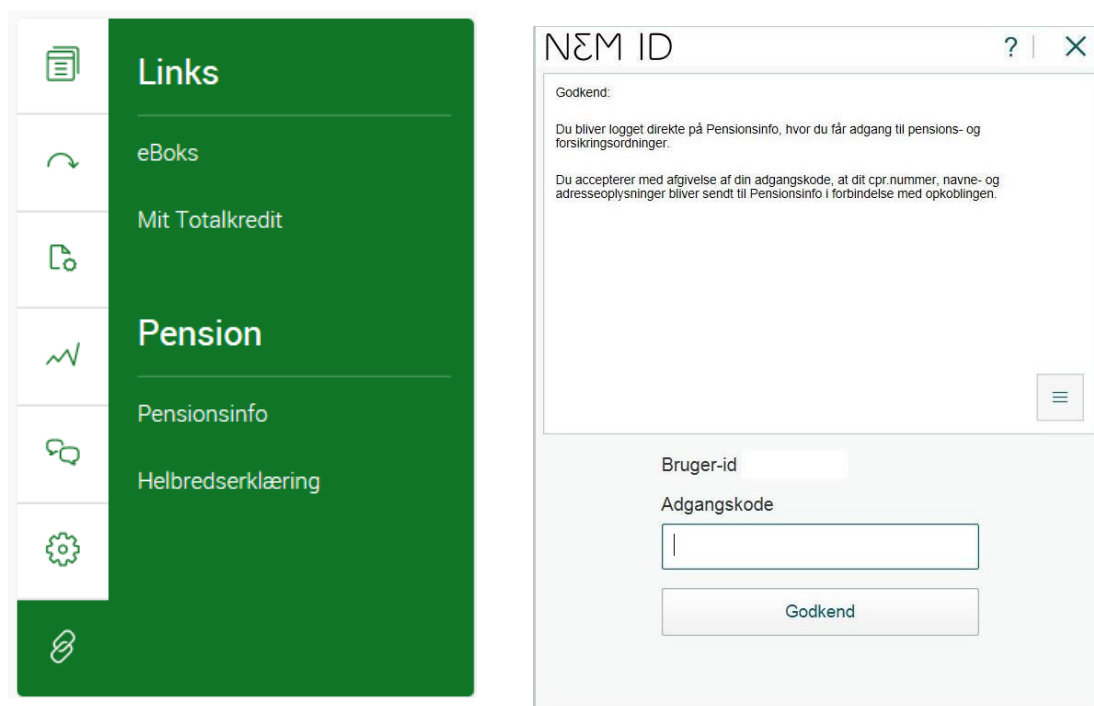 Links
eBoks
Mit Totalkredit
Pension
Pensionsinfo
Helbredserklæring
NEM ID
?
Godkend:
Du bliver logget direkte på Pensionsinfo, hvor du får adgang til pensions- og
forsikringsordninger.
Du accepterer med afgivelse af din adgangskode, at dit cpr.nummer, navne- og
adresseoplysninger bliver sendt til Pensionsinfo i forbindelse med opkoblingen.
Bruger-id
Adgangskode
Godkend